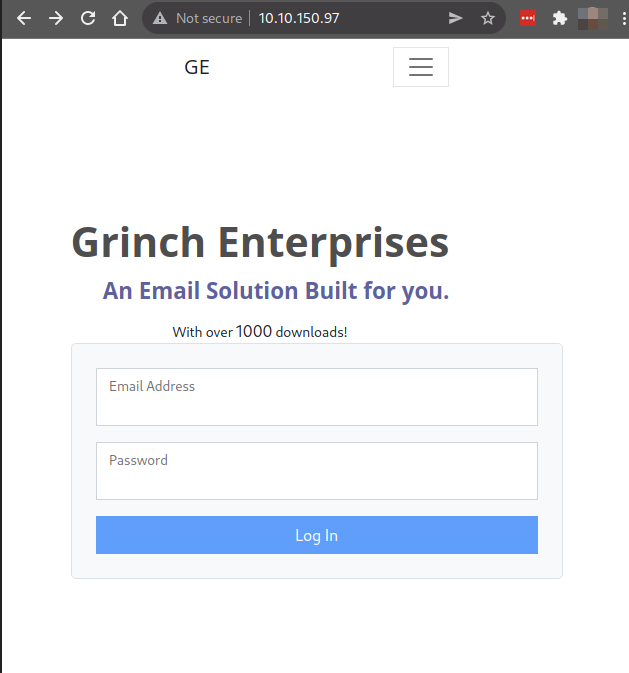 Not secure 10.10.150.97
GE
Grinch Enterprises
An Email Solution Built for you.
With over 1000 downloads!
Email Address
Password
Log In